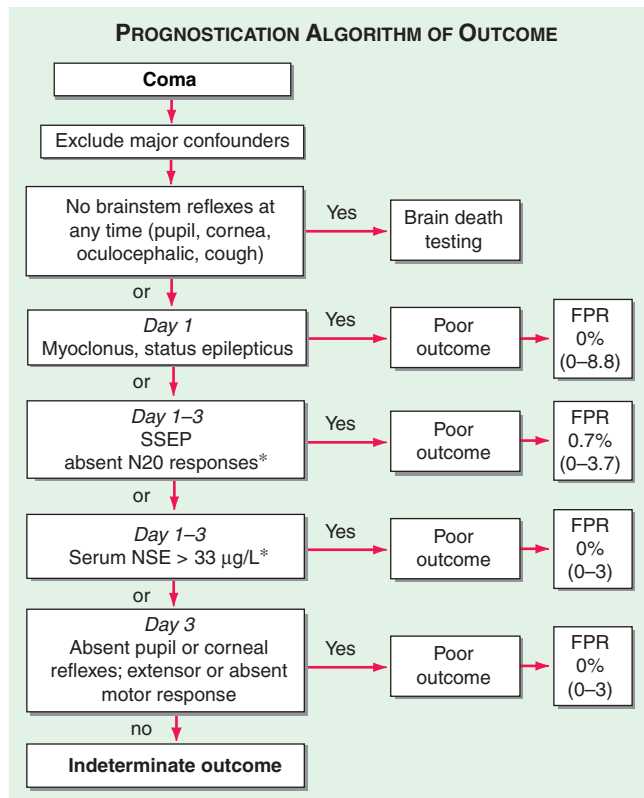 PROGNOSTICATION ALGORITHM OF OUTCOME
Coma
Exclude major confounders
No brainstem reflexes at
any time (pupil, cornea,
oculocephalic, cough)
Yes
Brain death
testing
or
Day 1
Myoclonus, status epilepticus
Yes
Poor
outcome
FPR
0%
(0–8.8)
or
Day 1–3
SSEP
absent N20 responses*
Yes
Poor
outcome
FPR
0.7%
(0–3.7)
or
Day 1–3
Serum NSE > 33 μg/L*
Yes
Poor
outcome
FPR
0%
(0–3)
or
Day 3
Absent pupil or corneal
reflexes; extensor or absent
motor response
Yes
Poor
outcome
FPR
0%
(0–3)
no
Indeterminate outcome